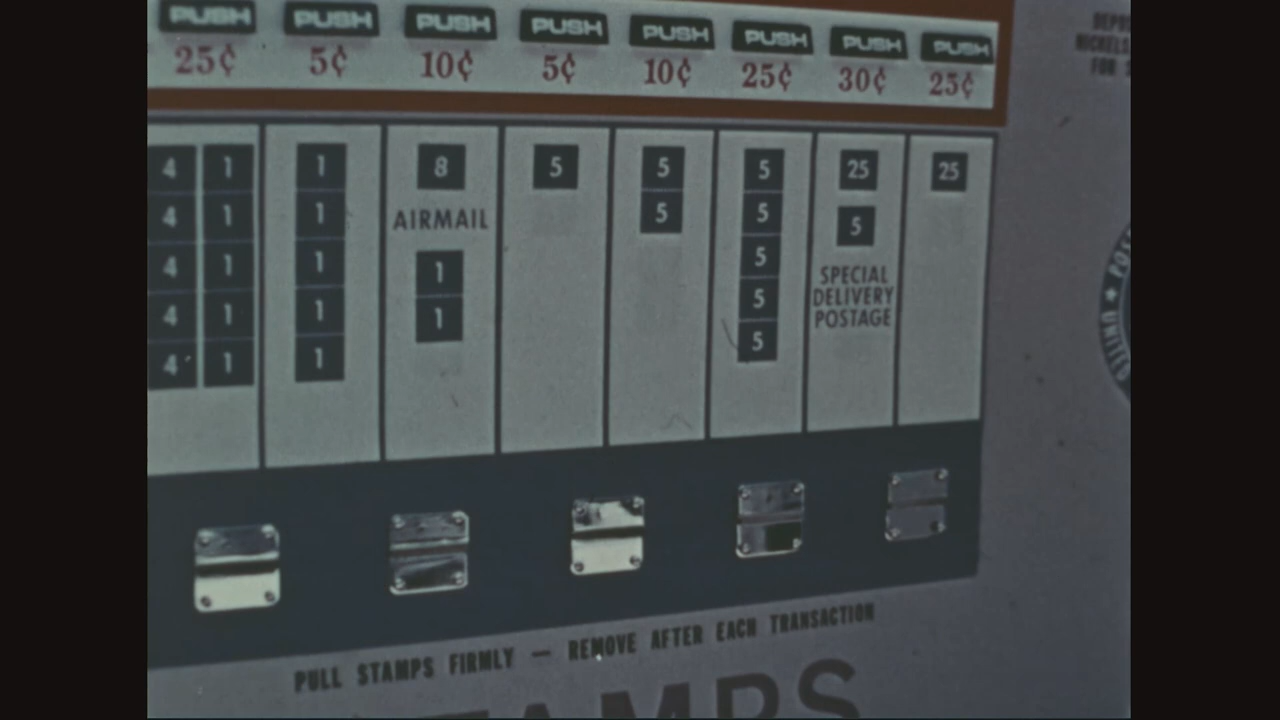 PUSH PUSH PUSH PUSH PUSH PUSH PUSH PUSH
25¢ 5¢ 10¢ 5¢ 10¢ 25¢ 30¢ 25¢
4 1 1 8 5 5 5 25 25
4 1 1 AIRMAIL 5 5 5
4 1 1 1 5 SPECIAL
DELIVERY
4 1 1 1 5 POSTAGE
4 1 1 5
PULL STAMPS FIRMLY — REMOVE AFTER EACH TRANSACTION